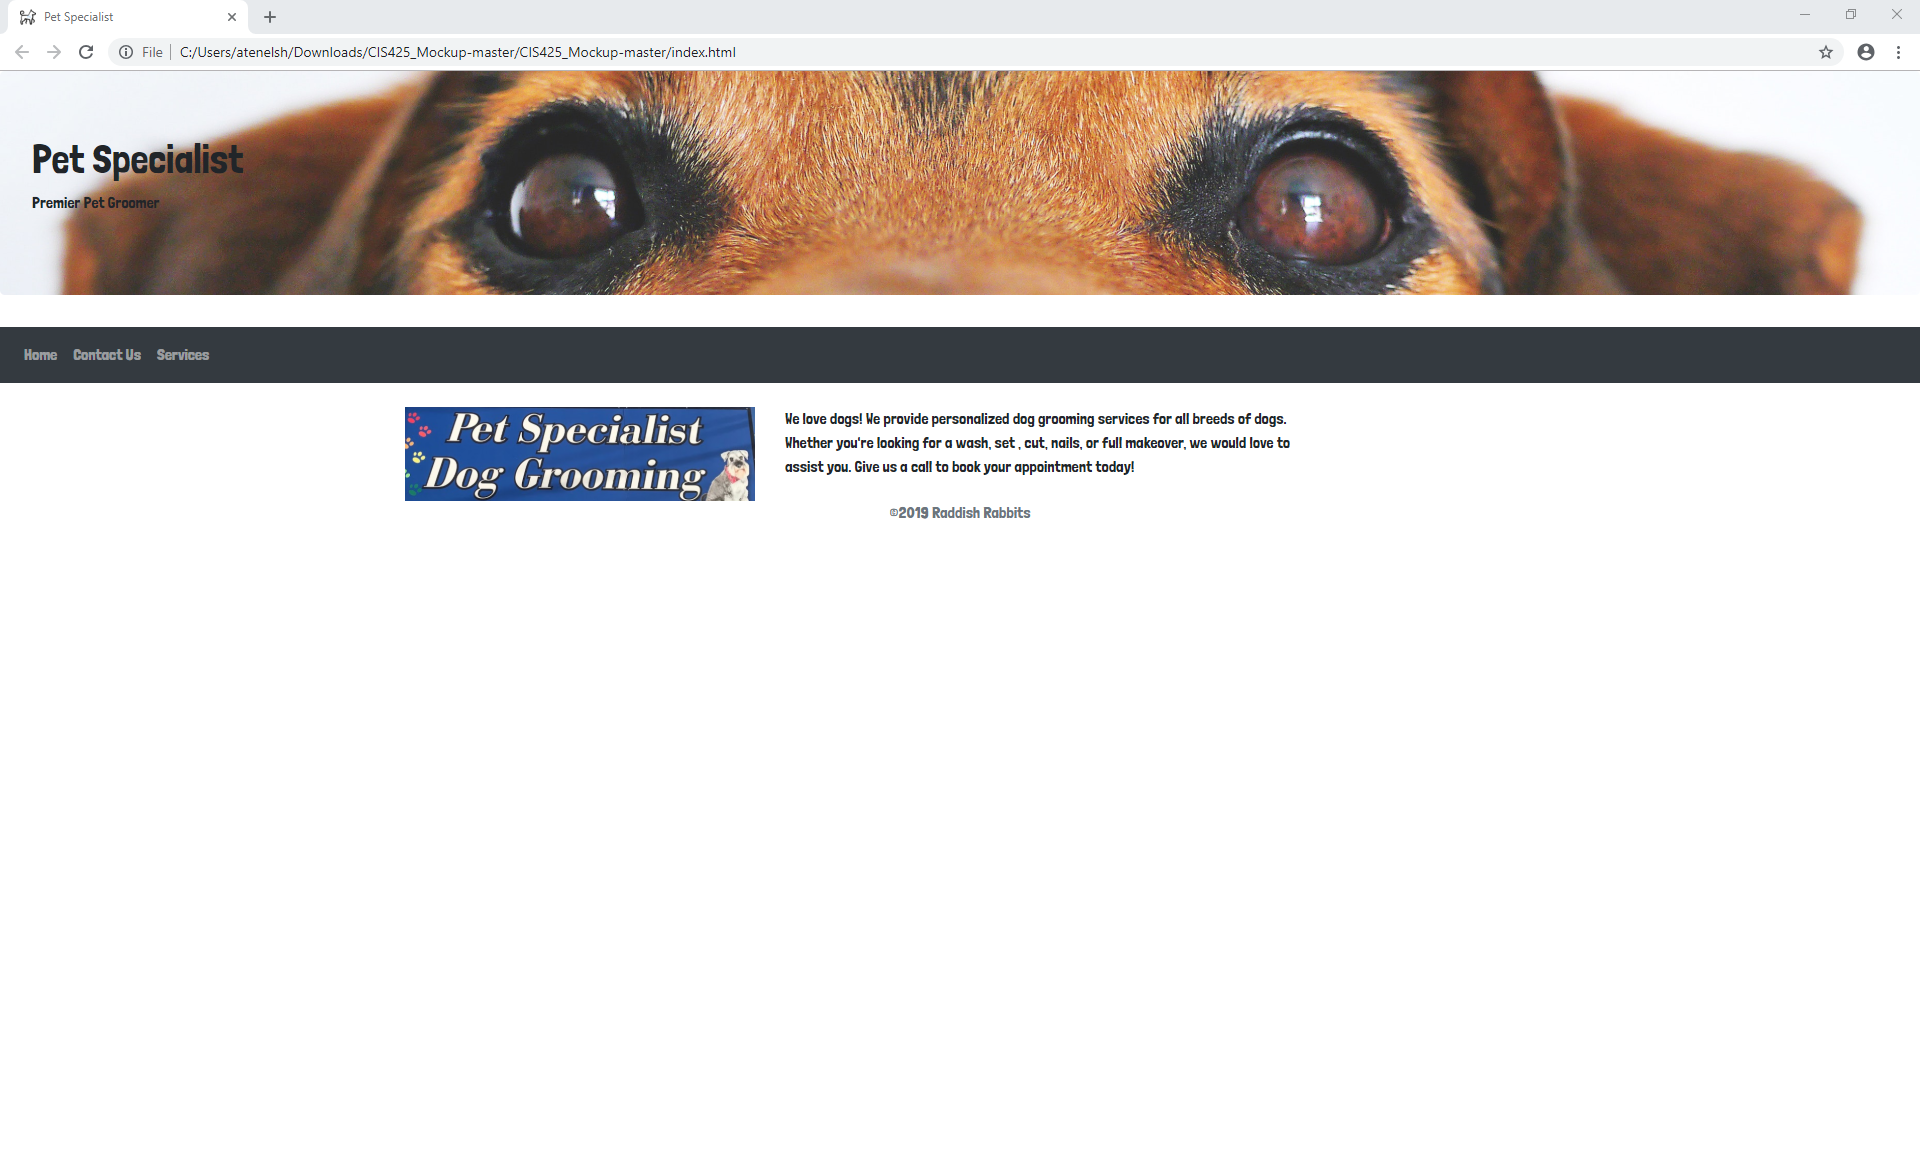 Pet Specialist
File
C:/Users/atenelsh/Downloads/CIS425_Mockup-master/CIS425_Mockup-master/index.html
Pet Specialist
Premier Pet Groomer
Home
Contact Us
Services
Pet Specialist
Dog Grooming
We love dogs! We provide personalized dog grooming services for all breeds of dogs.
Whether you're looking for a wash, set , cut, nails, or full makeover, we would love to
assist you. Give us a call to book your appointment today!
©2019 Raddish Rabbits